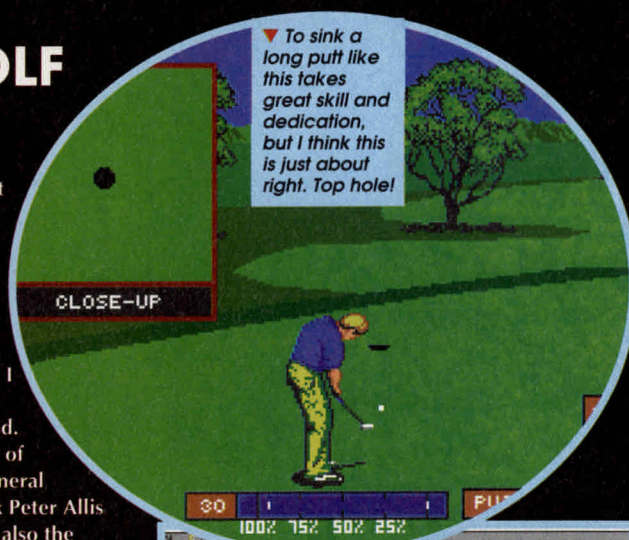 OLF
▼ To sink a
long putt like
this takes
great skill and
dedication,
but I think this
is just about
right. Top hole!
t
CLOSE-UP
I
d.
of
neral
Peter Allis
also the
30
PU
100% 75% 50% 25%